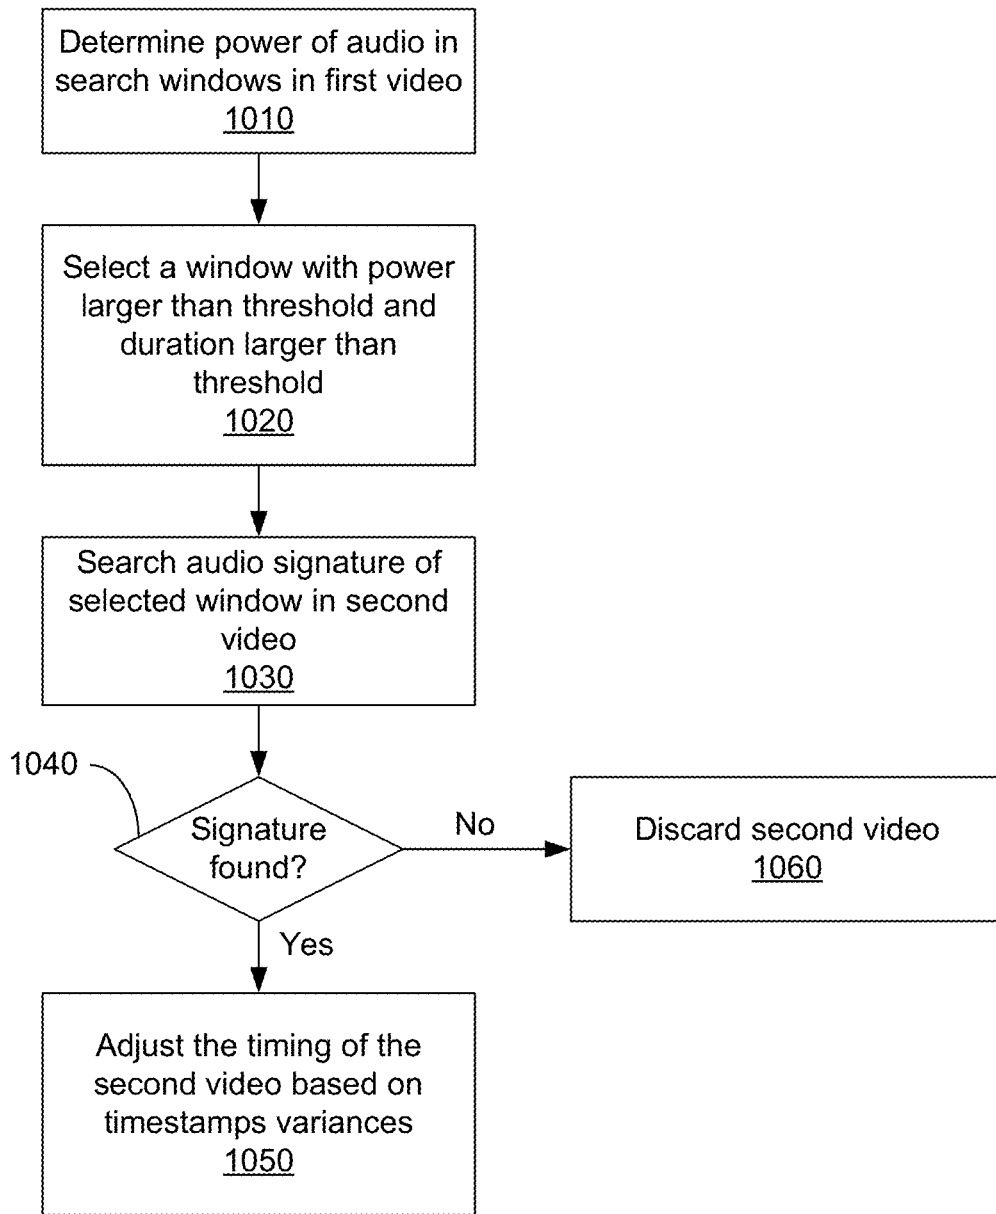 Determine power of audio in
search windows in first video
1010
Select a window with power
larger than threshold and
duration larger than
threshold
1020
Search audio signature of
selected window in second
video
1030
1040
Signature
found?
No
Discard second video
1060
Yes
Adjust the timing of the
second video based on
timestamps variances
1050